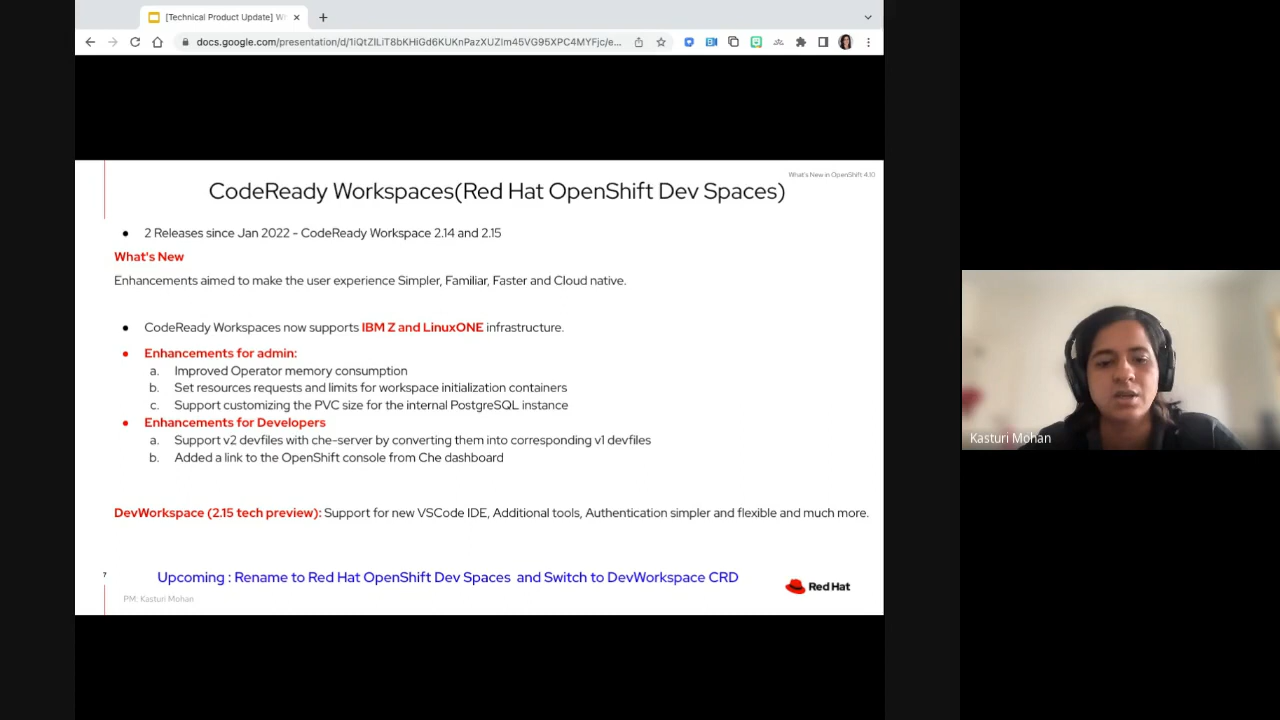 [Technical Product Update] W
docs.google.com/presentation/d/1iQtZILiT8bKHiGd6KUKnPazXUZIm45VG95XPC4MYFjc/e...
What's New in OpenShift 4.10
CodeReady Workspaces(Red Hat OpenShift Dev Spaces)
● 2 Releases since Jan 2022 - CodeReady Workspace 2.14 and 2.15
What's New
Enhancements aimed to make the user experience Simpler, Familiar, Faster and Cloud native.
● CodeReady Workspaces now supports IBM Z and LinuxONE infrastructure.
● Enhancements for admin:
a. Improved Operator memory consumption
b. Set resources requests and limits for workspace initialization containers
c. Support customizing the PVC size for the internal PostgreSQL instance
● Enhancements for Developers
a. Support v2 devfiles with che-server by converting them into corresponding v1 devfiles
b. Added a link to the OpenShift console from Che dashboard
DevWorkspace (2.15 tech preview): Support for new VSCode IDE, Additional tools, Authentication simpler and flexible and much more.
7
Upcoming : Rename to Red Hat OpenShift Dev Spaces and Switch to DevWorkspace CRD
Red Hat
PM: Kasturi Mohan
Kasturi Mohan